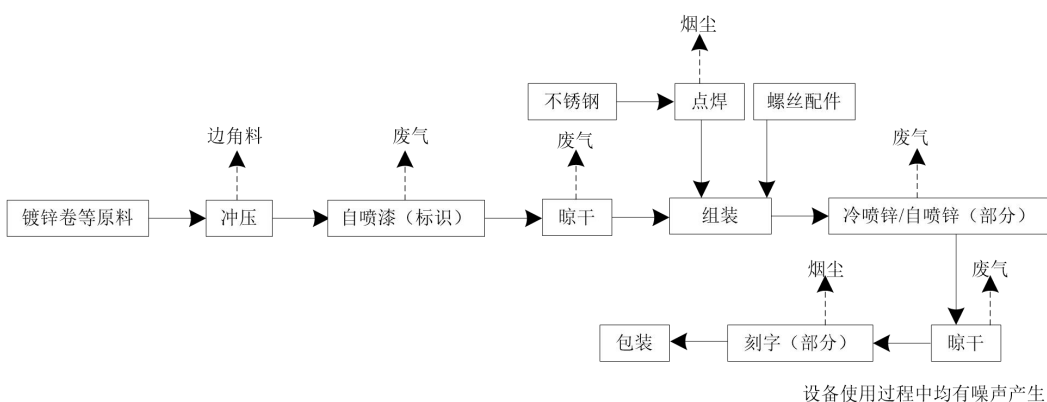 烟尘
不锈钢
点焊
螺丝配件
边角料
废气
废气
废气
镀锌卷等原料
冲压
自喷漆（标识）
晾干
组装
冷喷锌/自喷锌（部分）
烟尘
废气
包装
刻字（部分）
晾干
设备使用过程中均有噪声产生